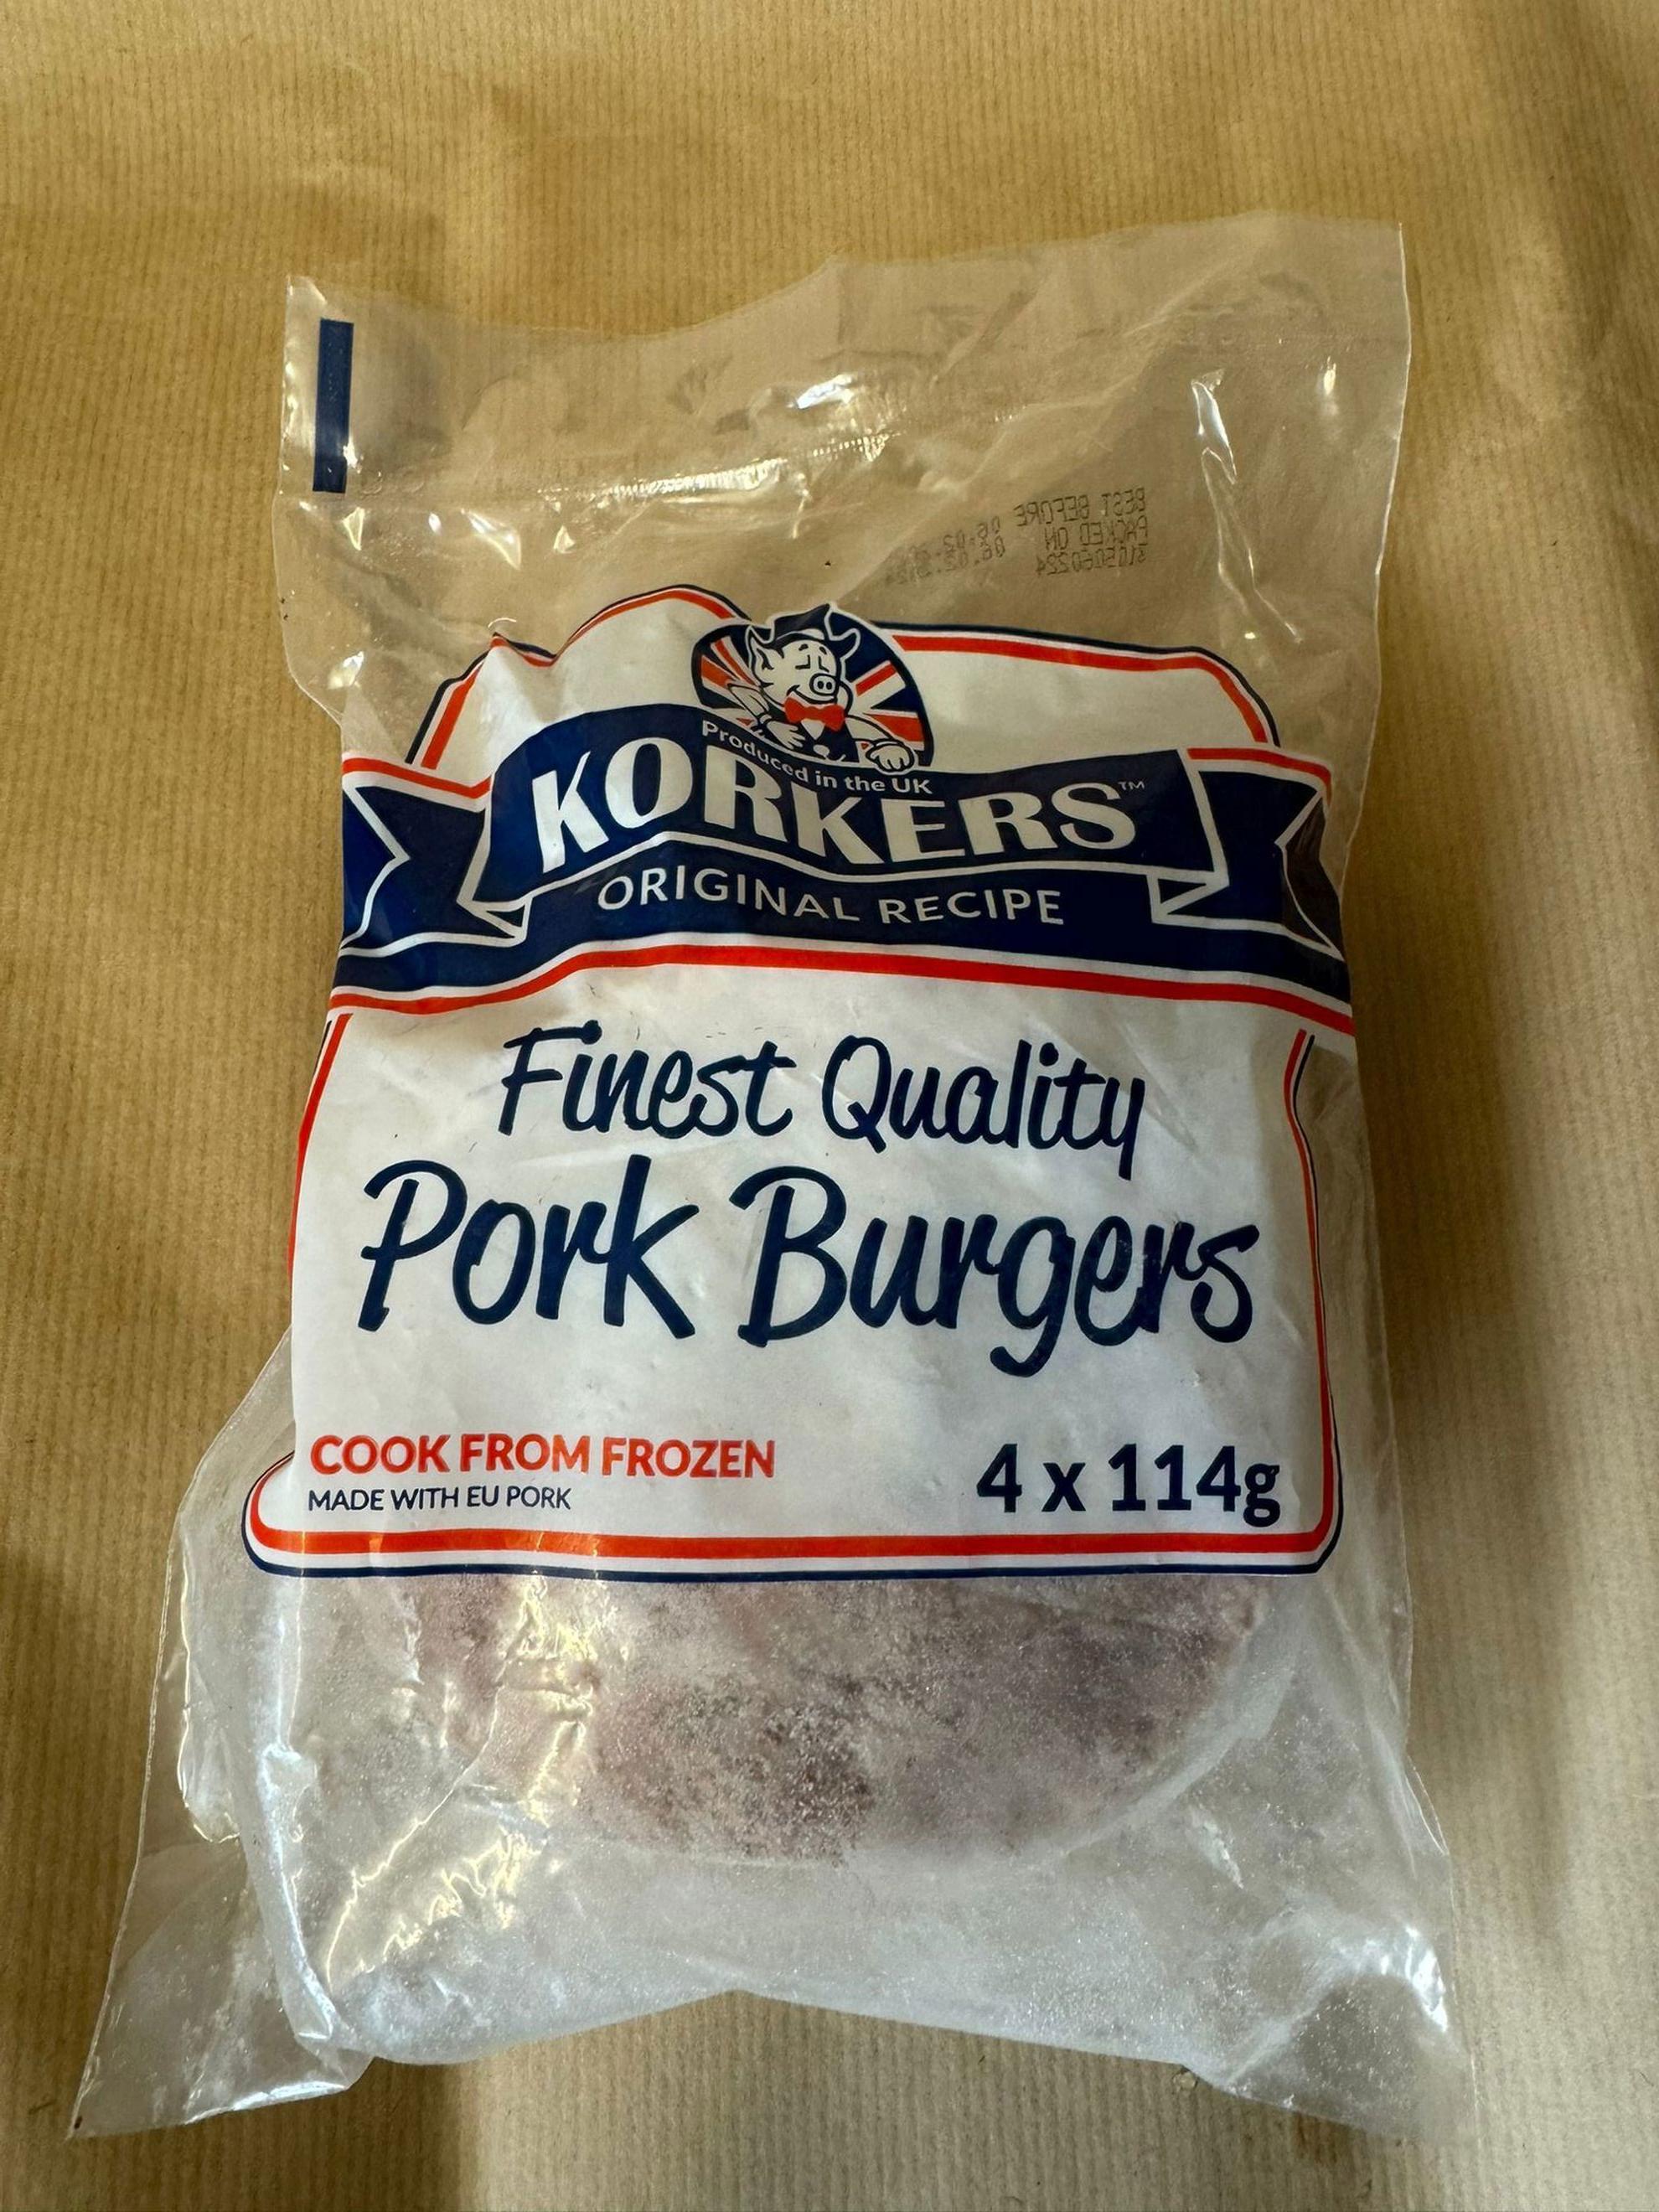 BEST BEFORE
PACKED ON
Produced in the UK
KORKERS™
ORIGINAL RECIPE
Finest Quality
Pork Burgers
COOK FROM FROZEN
MADE WITH EU PORK
4 x 114g